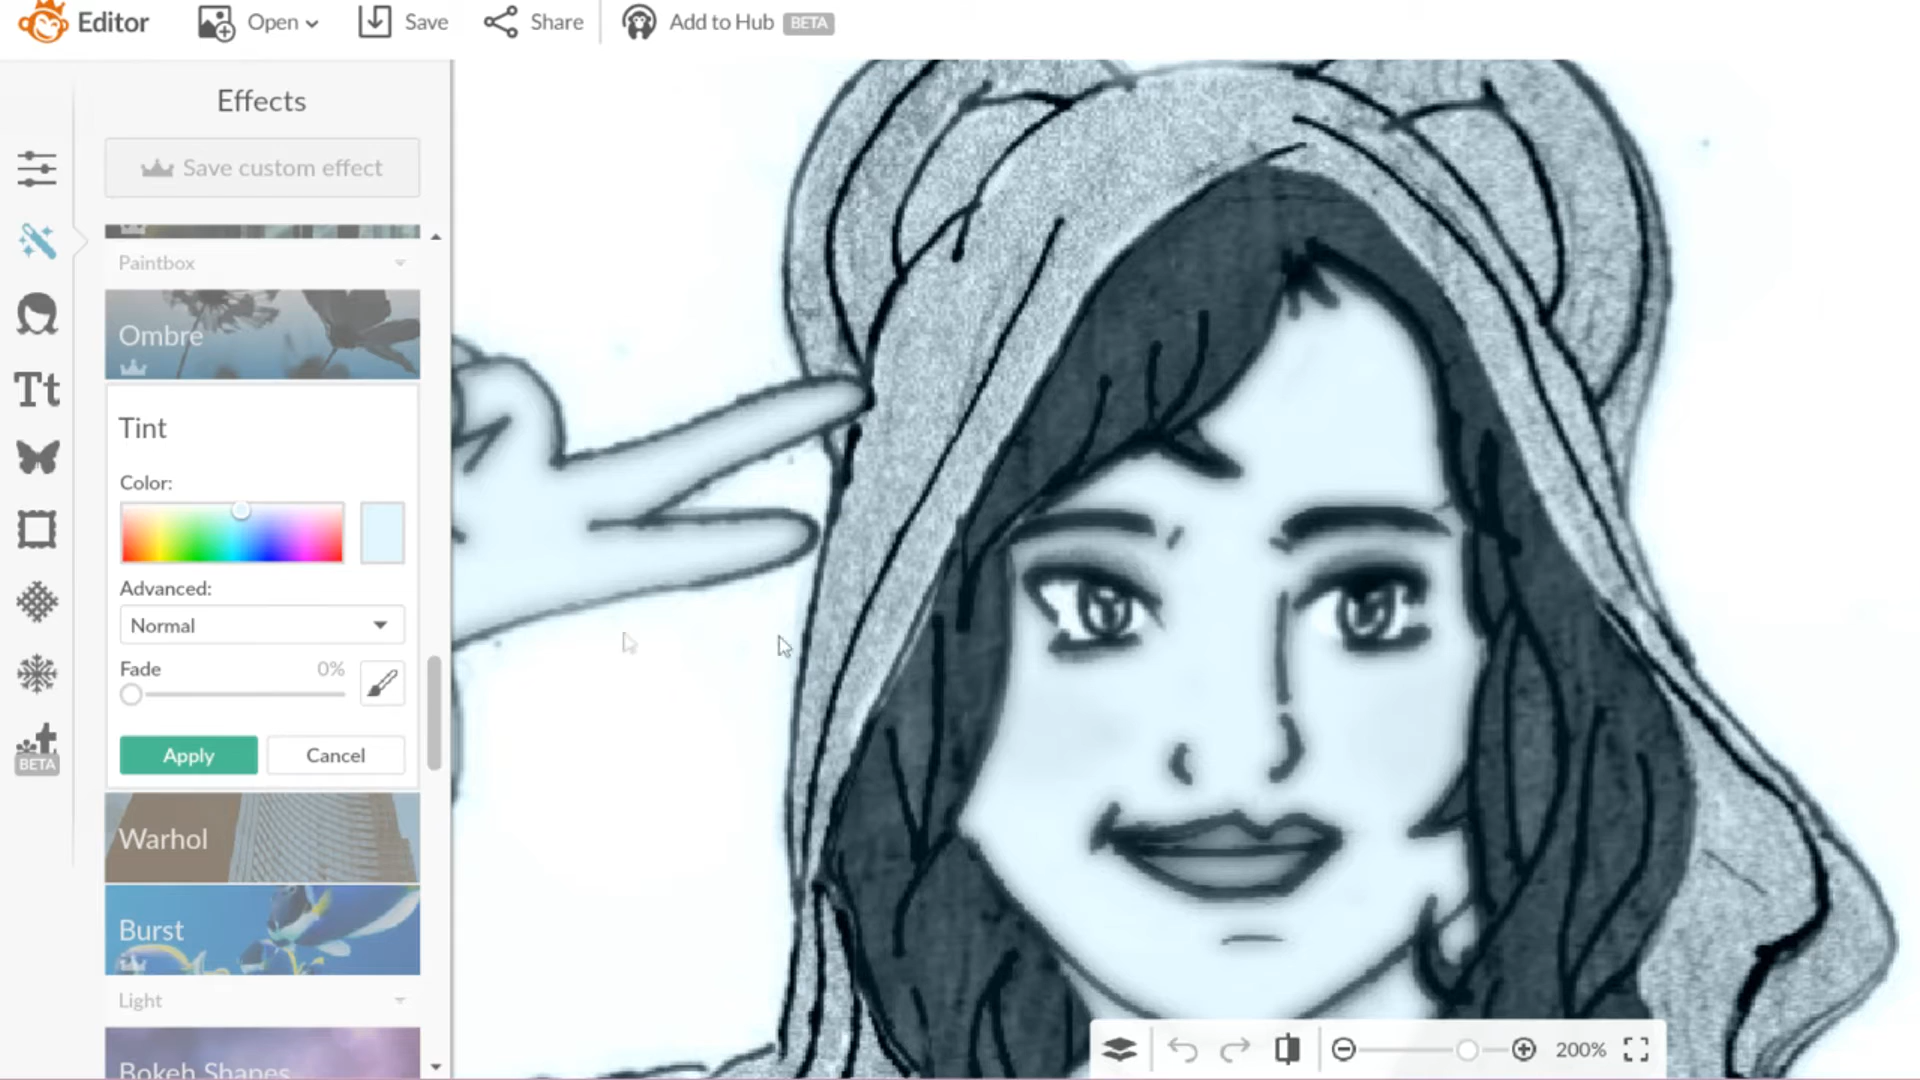 Editor
Open
Save
Share
Add to Hub BETA
Effects
Save custom effect
Paintbox
Ombre
Tint
Color:
Advanced:
Normal
Fade 0%
Apply
Cancel
Tt
BETA
Warhol
Burst
Light
Bokeh Shapes
200%